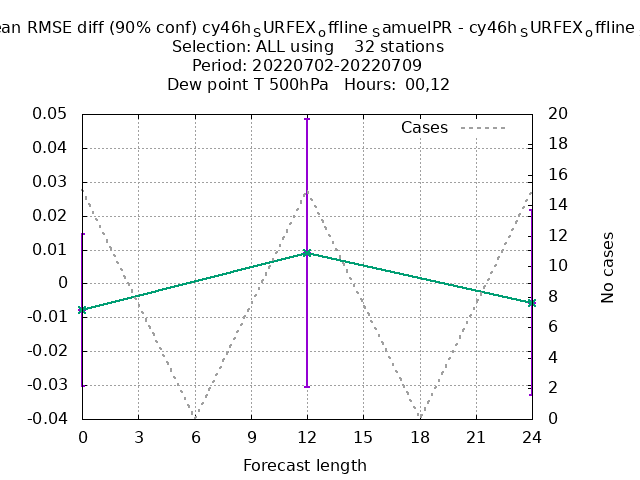 ean RMSE diff (90% conf) cy46h_SURFEX_offline_SamuelPR - cy46h_SURFEX_offline
Selection: ALL using 32 stations
Period: 20220702-20220709
Dew point T 500hPa Hours: 00,12
Cases
0.05
0.04
0.03
0.02
0.01
0
-0.01
-0.02
-0.03
-0.04
20
18
16
14
12
10
8
6
4
2
0
No cases
0 3 6 9 12 15 18 21 24
Forecast length